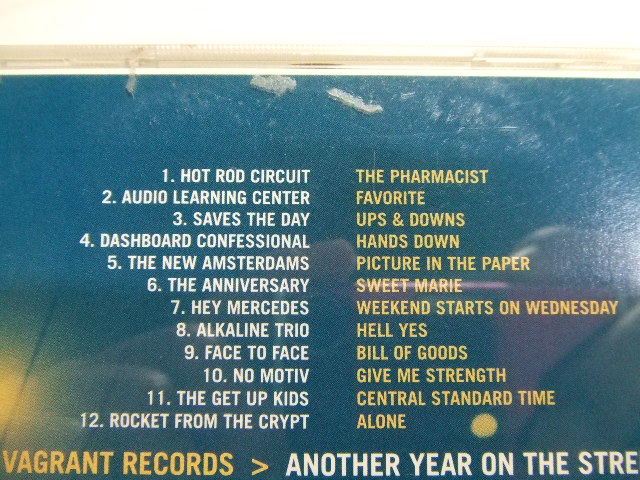 1. HOT ROD CIRCUIT THE PHARMACIST
2. AUDIO LEARNING CENTER FAVORITE
3. SAVES THE DAY UPS & DOWNS
4. DASHBOARD CONFESSIONAL HANDS DOWN
5. THE NEW AMSTERDAMS PICTURE IN THE PAPER
6. THE ANNIVERSARY SWEET MARIE
7. HEY MERCEDES WEEKEND STARTS ON WEDNESDAY
8. ALKALINE TRIO HELL YES
9. FACE TO FACE BILL OF GOODS
10. NO MOTIV GIVE ME STRENGTH
11. THE GET UP KIDS CENTRAL STANDARD TIME
12. ROCKET FROM THE CRYPT ALONE
VAGRANT RECORDS > ANOTHER YEAR ON THE STRE